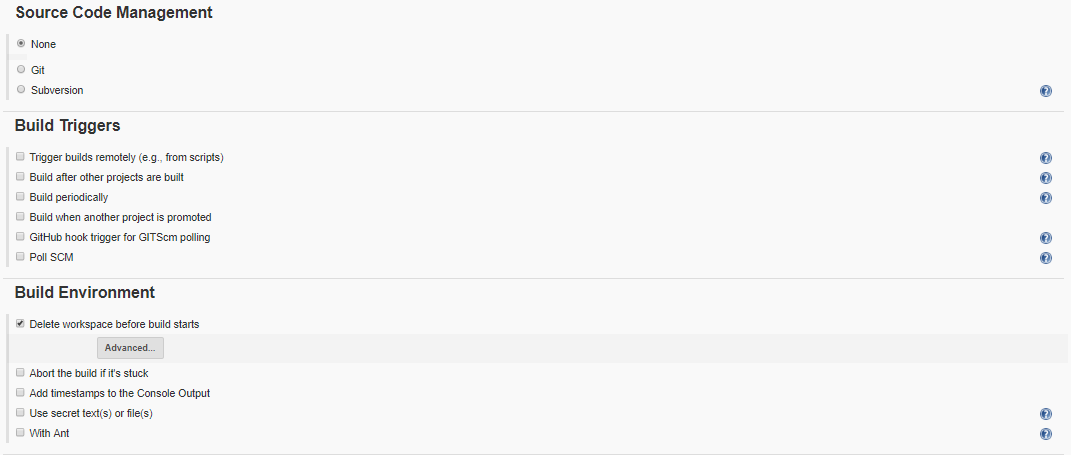 Source Code Management
None
Git
Subversion
Build Triggers
Trigger builds remotely (e.g., from scripts)
Build after other projects are built
Build periodically
Build when another project is promoted
GitHub hook trigger for GITScm polling
Poll SCM
Build Environment
Delete workspace before build starts
Advanced...
Abort the build if it's stuck
Add timestamps to the Console Output
Use secret text(s) or file(s)
With Ant